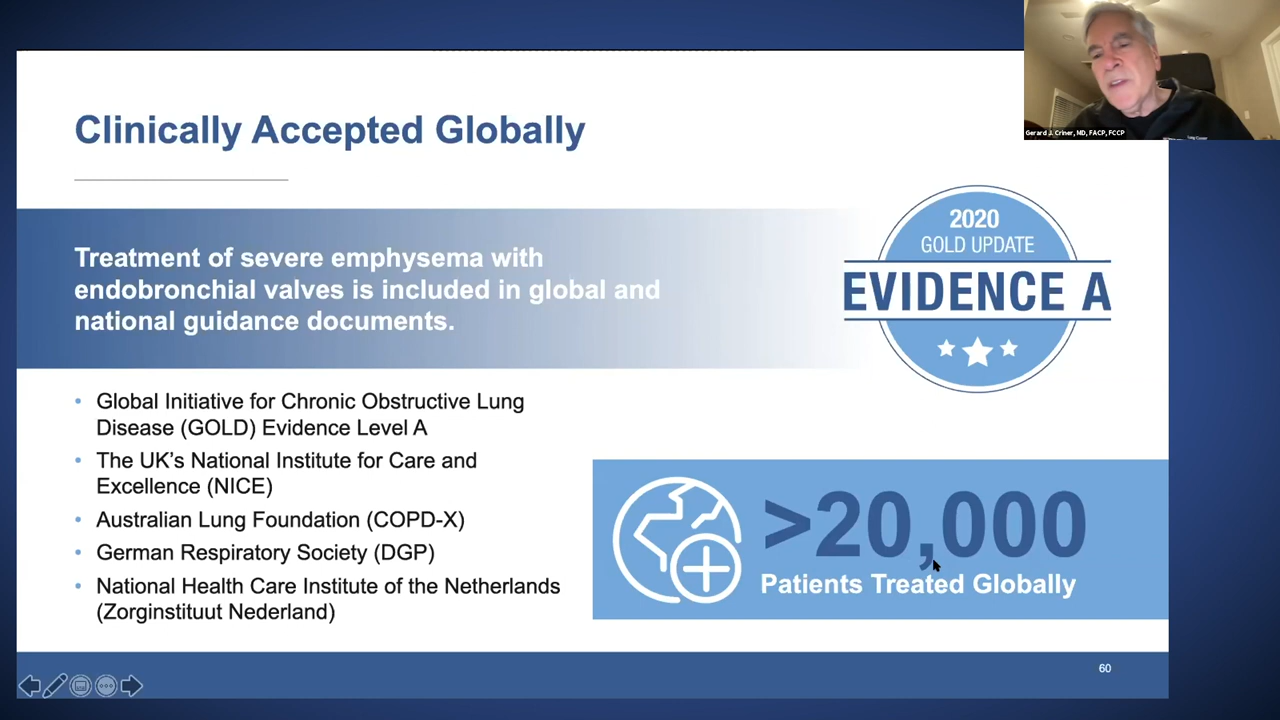 Clinically Accepted Globally
Gerard J. Criner, MD, FACP, FCCP
Treatment of severe emphysema with
endobronchial valves is included in global and
national guidance documents.
2020
GOLD UPDATE
EVIDENCE A
• Global Initiative for Chronic Obstructive Lung
Disease (GOLD) Evidence Level A
• The UK's National Institute for Care and
Excellence (NICE)
• Australian Lung Foundation (COPD-X)
• German Respiratory Society (DGP)
• National Health Care Institute of the Netherlands
(Zorginstituut Nederland)
>20,000
Patients Treated Globally
60